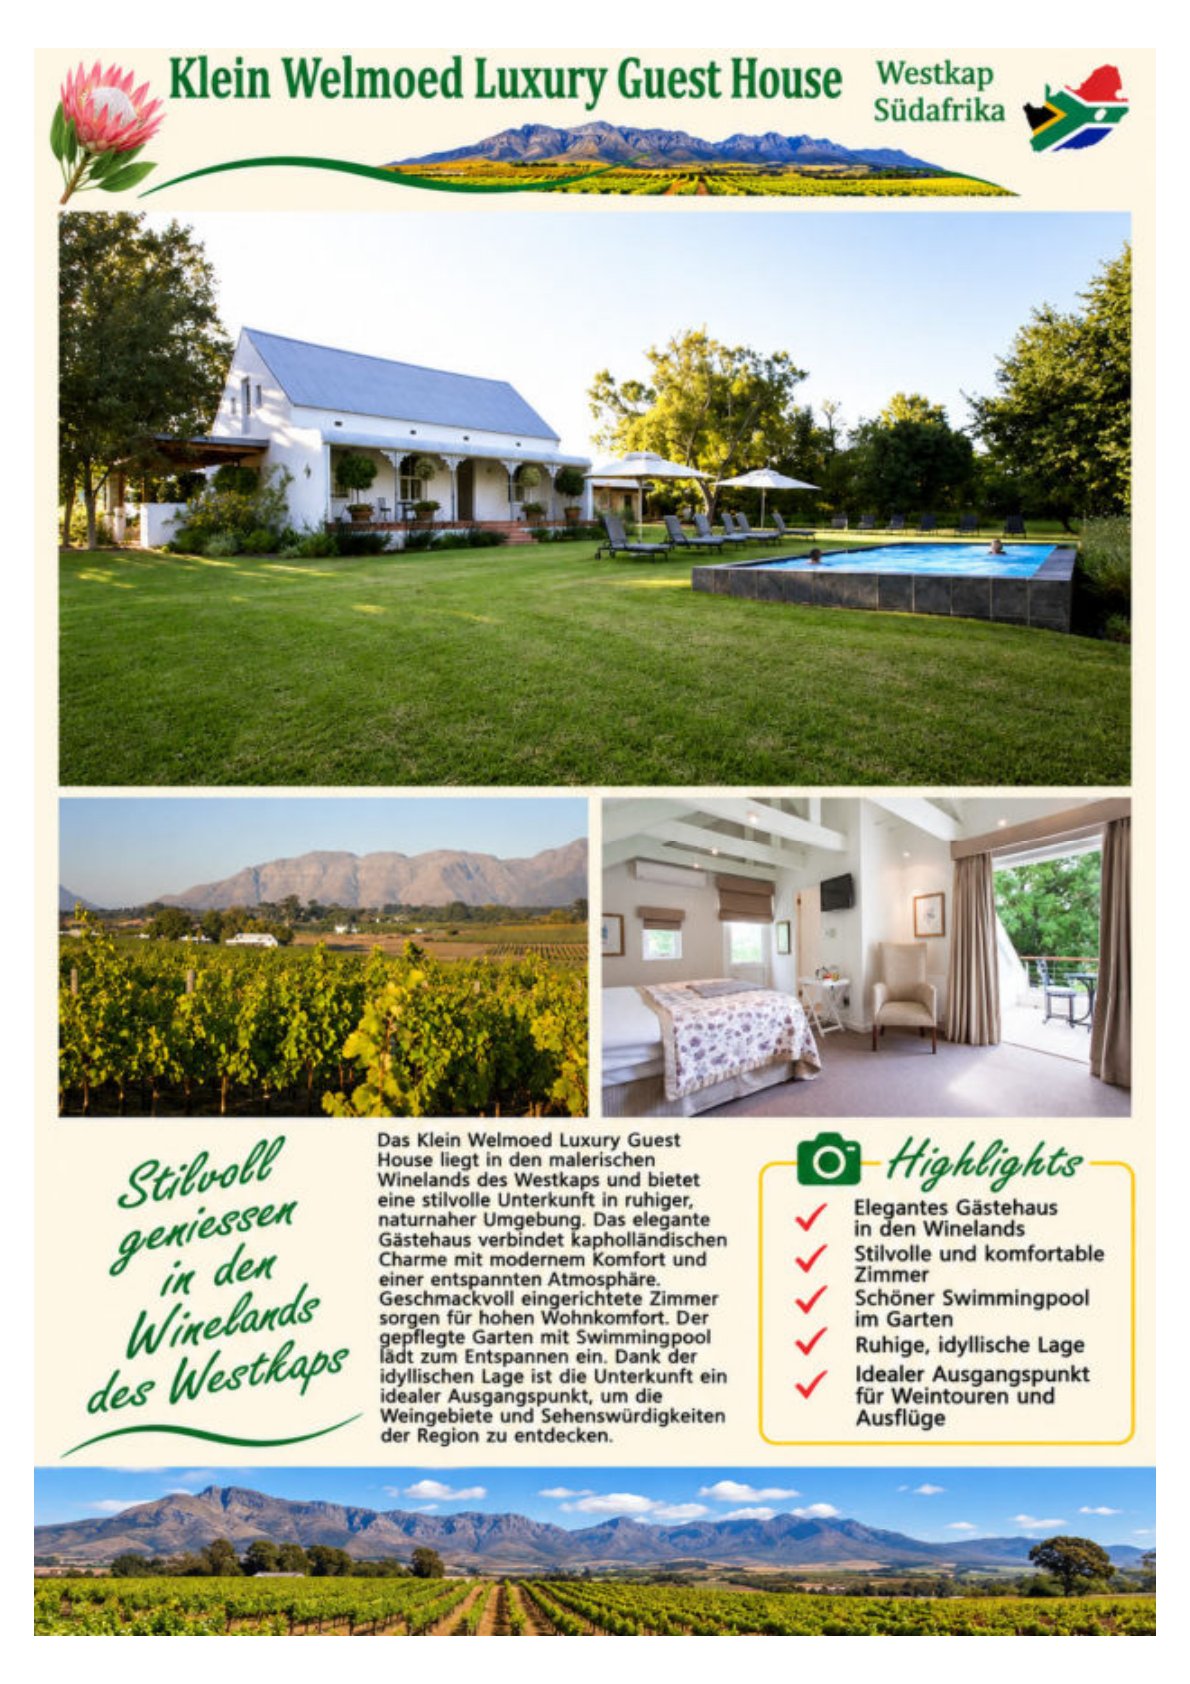 Klein Welmoed Luxury Guest House
Westkap
Südafrika
Stilvoll
geniessen
in den
Winelands
des Westkaps
Das Klein Welmoed Luxury Guest
House liegt in den malerischen
Winelands des Westkaps und bietet
eine stilvolle Unterkunft in ruhiger,
naturnaher Umgebung. Das elegante
Gästehaus verbindet kapholländischen
Charme mit modernem Komfort und
einer entspannten Atmosphäre.
Geschmackvoll eingerichtete Zimmer
sorgen für hohen Wohnkomfort. Der
gepflegte Garten mit Swimmingpool
lädt zum Entspannen ein. Dank der
idyllischen Lage ist die Unterkunft ein
idealer Ausgangspunkt, um die
Weingebiete und Sehenswürdigkeiten
der Region zu entdecken.
Highlights
Elegantes Gästehaus
in den Winelands
Stilvolle und komfortable
Zimmer
Schöner Swimmingpool
im Garten
Ruhige, idyllische Lage
Idealer Ausgangspunkt
für Weintouren und
Ausflüge